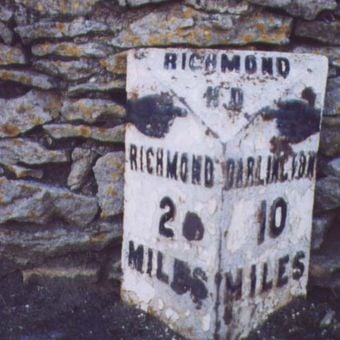 RICHMOND
H.D
RICHMOND DARLINGTON
2 10
MILES MILES